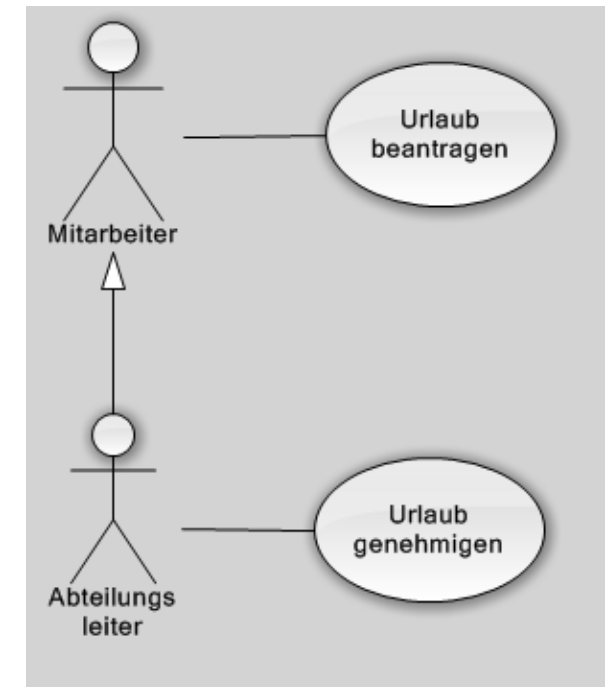 Urlaub
beantragen
Mitarbeiter
Urlaub
genehmigen
Abteilungs
leiter